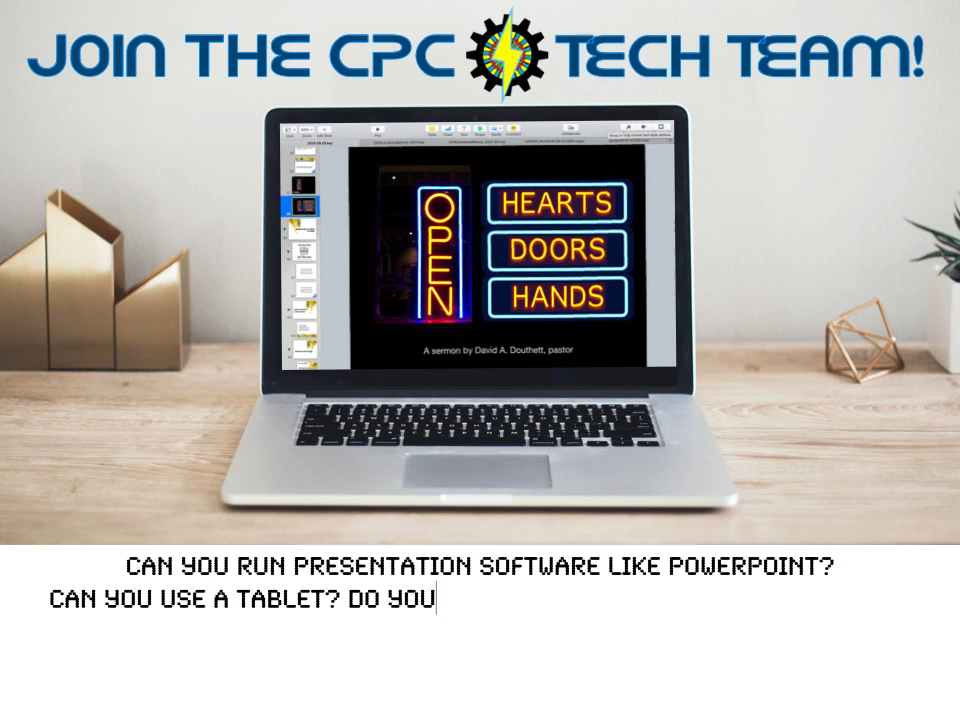 JOIN THE CPC TECH TEAM!
Play
OPEN
HEARTS
DOORS
HANDS
A sermon by David A. Douthett, pastor
CAN YOU RUN PRESENTATION SOFTWARE LIKE POWERPOINT?
CAN YOU USE A TABLET? DO YOU